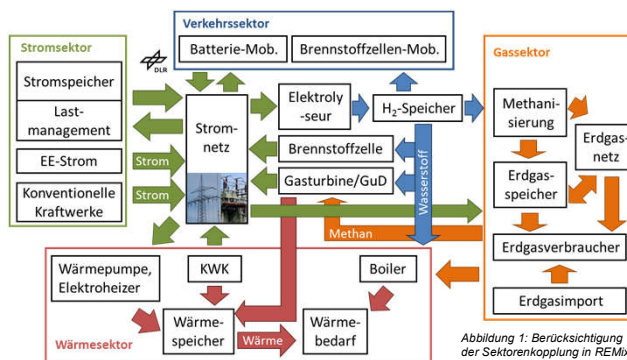 Verkehrssektor
Batterie-Mob.
Brennstoffzellen-Mob.
Stromsektor
DLR
Stromspeicher
Last-
management
EE-Strom
Konventionelle
Kraftwerke
Strom
Strom
Strom-
netz
Elektroly
-seur
H₂-Speicher
Brennstoffzelle
Gasturbine/GuD
Wasserstoff
Methan
Gassektor
Methani-
sierung
Erdgas-
netz
Erdgas-
speicher
Erdgasverbraucher
Erdgasimport
Wärmepumpe,
Elektroheizer
KWK
Boiler
Wärme-
speicher
Wärme
Wärme-
bedarf
Wärmesektor
Abbildung 1: Berücksichtigung
der Sektorenkopplung in REMix